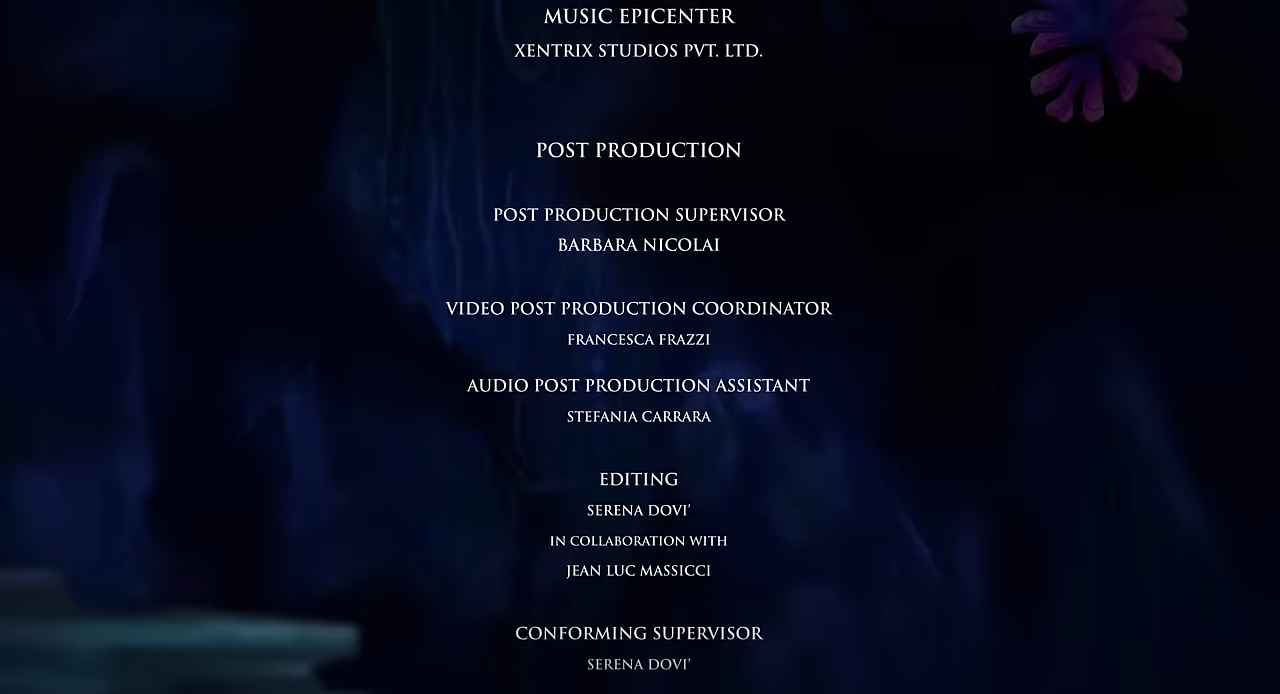 MUSIC EPICENTER
XENTRIX STUDIOS PVT. LTD.
POST PRODUCTION
POST PRODUCTION SUPERVISOR
BARBARA NICOLAI
VIDEO POST PRODUCTION COORDINATOR
FRANCESCA FRAZZI
AUDIO POST PRODUCTION ASSISTANT
STEFANIA CARRARA
EDITING
SERENA DOVI'
IN COLLABORATION WITH
JEAN LUC MASSICCI
CONFORMING SUPERVISOR
SERENA DOVI'